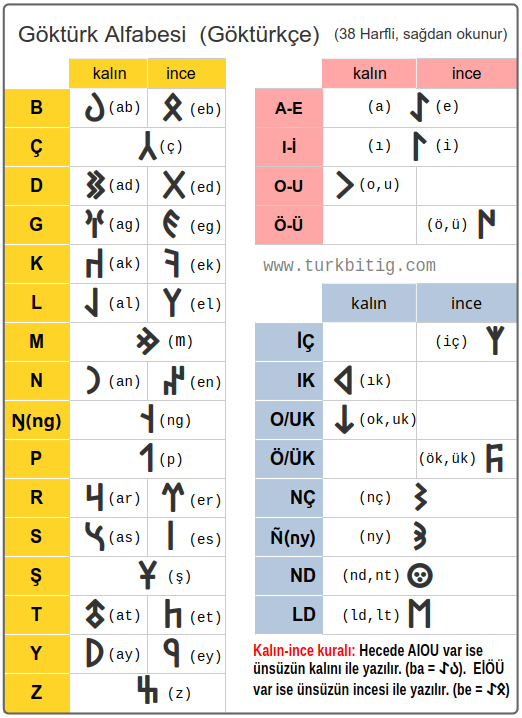 Göktürk Alfabesi (Göktürkçe) (38 Harfli, sağdan okunur)
kalın ince
B 𐰉 (ab) 𐰋 (eb)
Ç 𐰲 (ç)
D 𐰑 (ad) 𐰓 (ed)
G 𐰍 (ag) 𐰏 (eg)
K 𐰴 (ak) 𐰚 (ek)
L 𐰞 (al) 𐰠 (el)
M 𐰢 (m)
N 𐰣 (an) 𐰤 (en)
Ŋ(ng) 𐰭 (ng)
P 𐰯 (p)
R 𐰺 (ar) 𐰼 (er)
S 𐰽 (as) 𐰾 (es)
Ş 𐱁 (ş)
T 𐱃 (at) 𐱅 (et)
Y 𐰖 (ay) 𐰘 (ey)
Z 𐰔 (z)
kalın ince
A-E (a) 𐰀 (e)
I-İ (ı) 𐰃 (i)
O-U 𐰆 (o,u)
Ö-Ü (ö,ü) 𐰇
www.turkbitig.com
kalın ince
İÇ (iç) 𐰱
IK 𐰶 (ık)
O/UK 𐰸 (ok,uk)
Ö/ÜK (ök,ük) 𐰜
NÇ (nç) 𐰨
Ñ(ny) (ny) 𐰪
ND (nd,nt) 𐰦
LD (ld,lt) 𐰡
Kalın-ince kuralı: Hecede AIOU var ise
ünsüzün kalını ile yazılır. (ba = 𐰀𐰉). EİÖÜ
var ise ünsüzün incesi ile yazılır. (be = 𐰀𐰋)